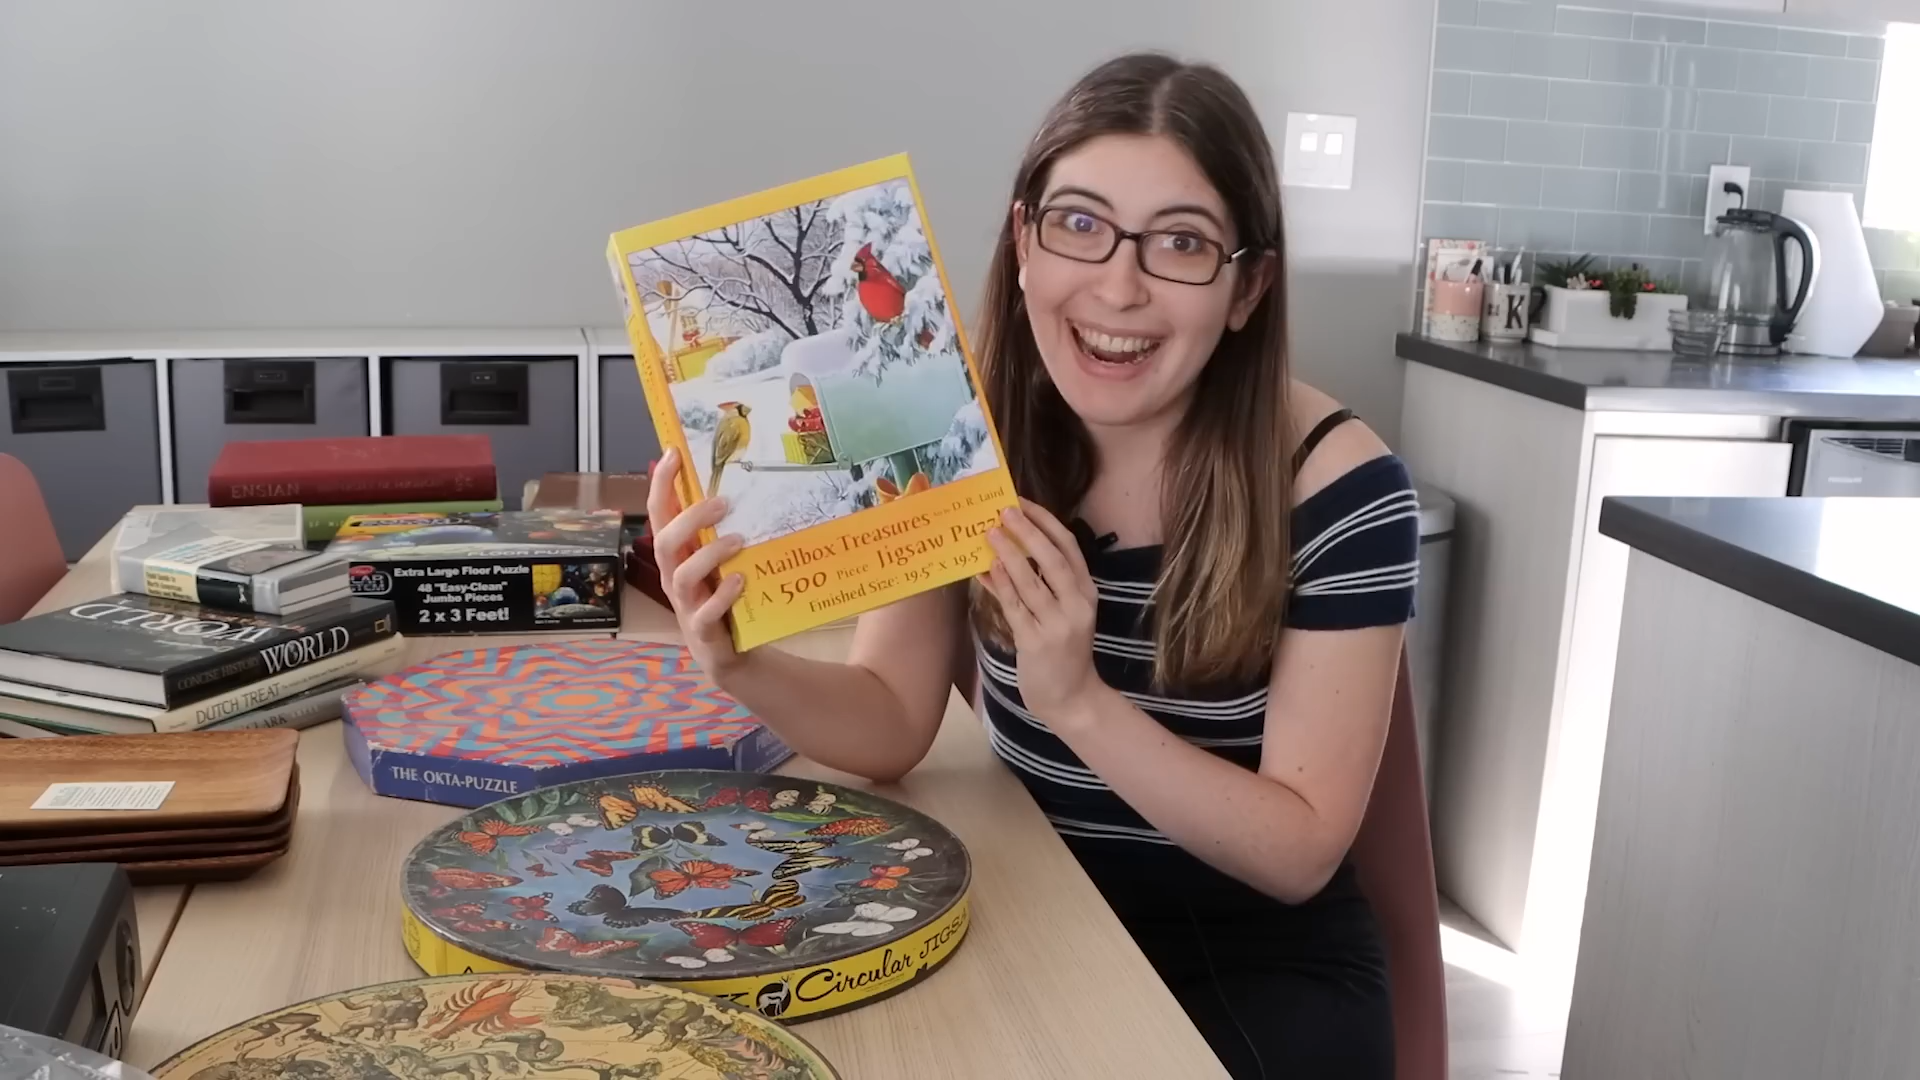 Mailbox Treasures by D. R. Laird
A 500 Piece Jigsaw Puzzl
Finished Size: 19.5" x 19.5"
ENSIAN
FLOOR PUZZLE
Extra Large Floor Puzzle
48 "Easy-Clean"
Jumbo Pieces
2 x 3 Feet!
WORLD
CONCISE HISTORY WORLD
DUTCH TREAT
CLARK
THE OKTA-PUZZLE
Circular JIGSA
K